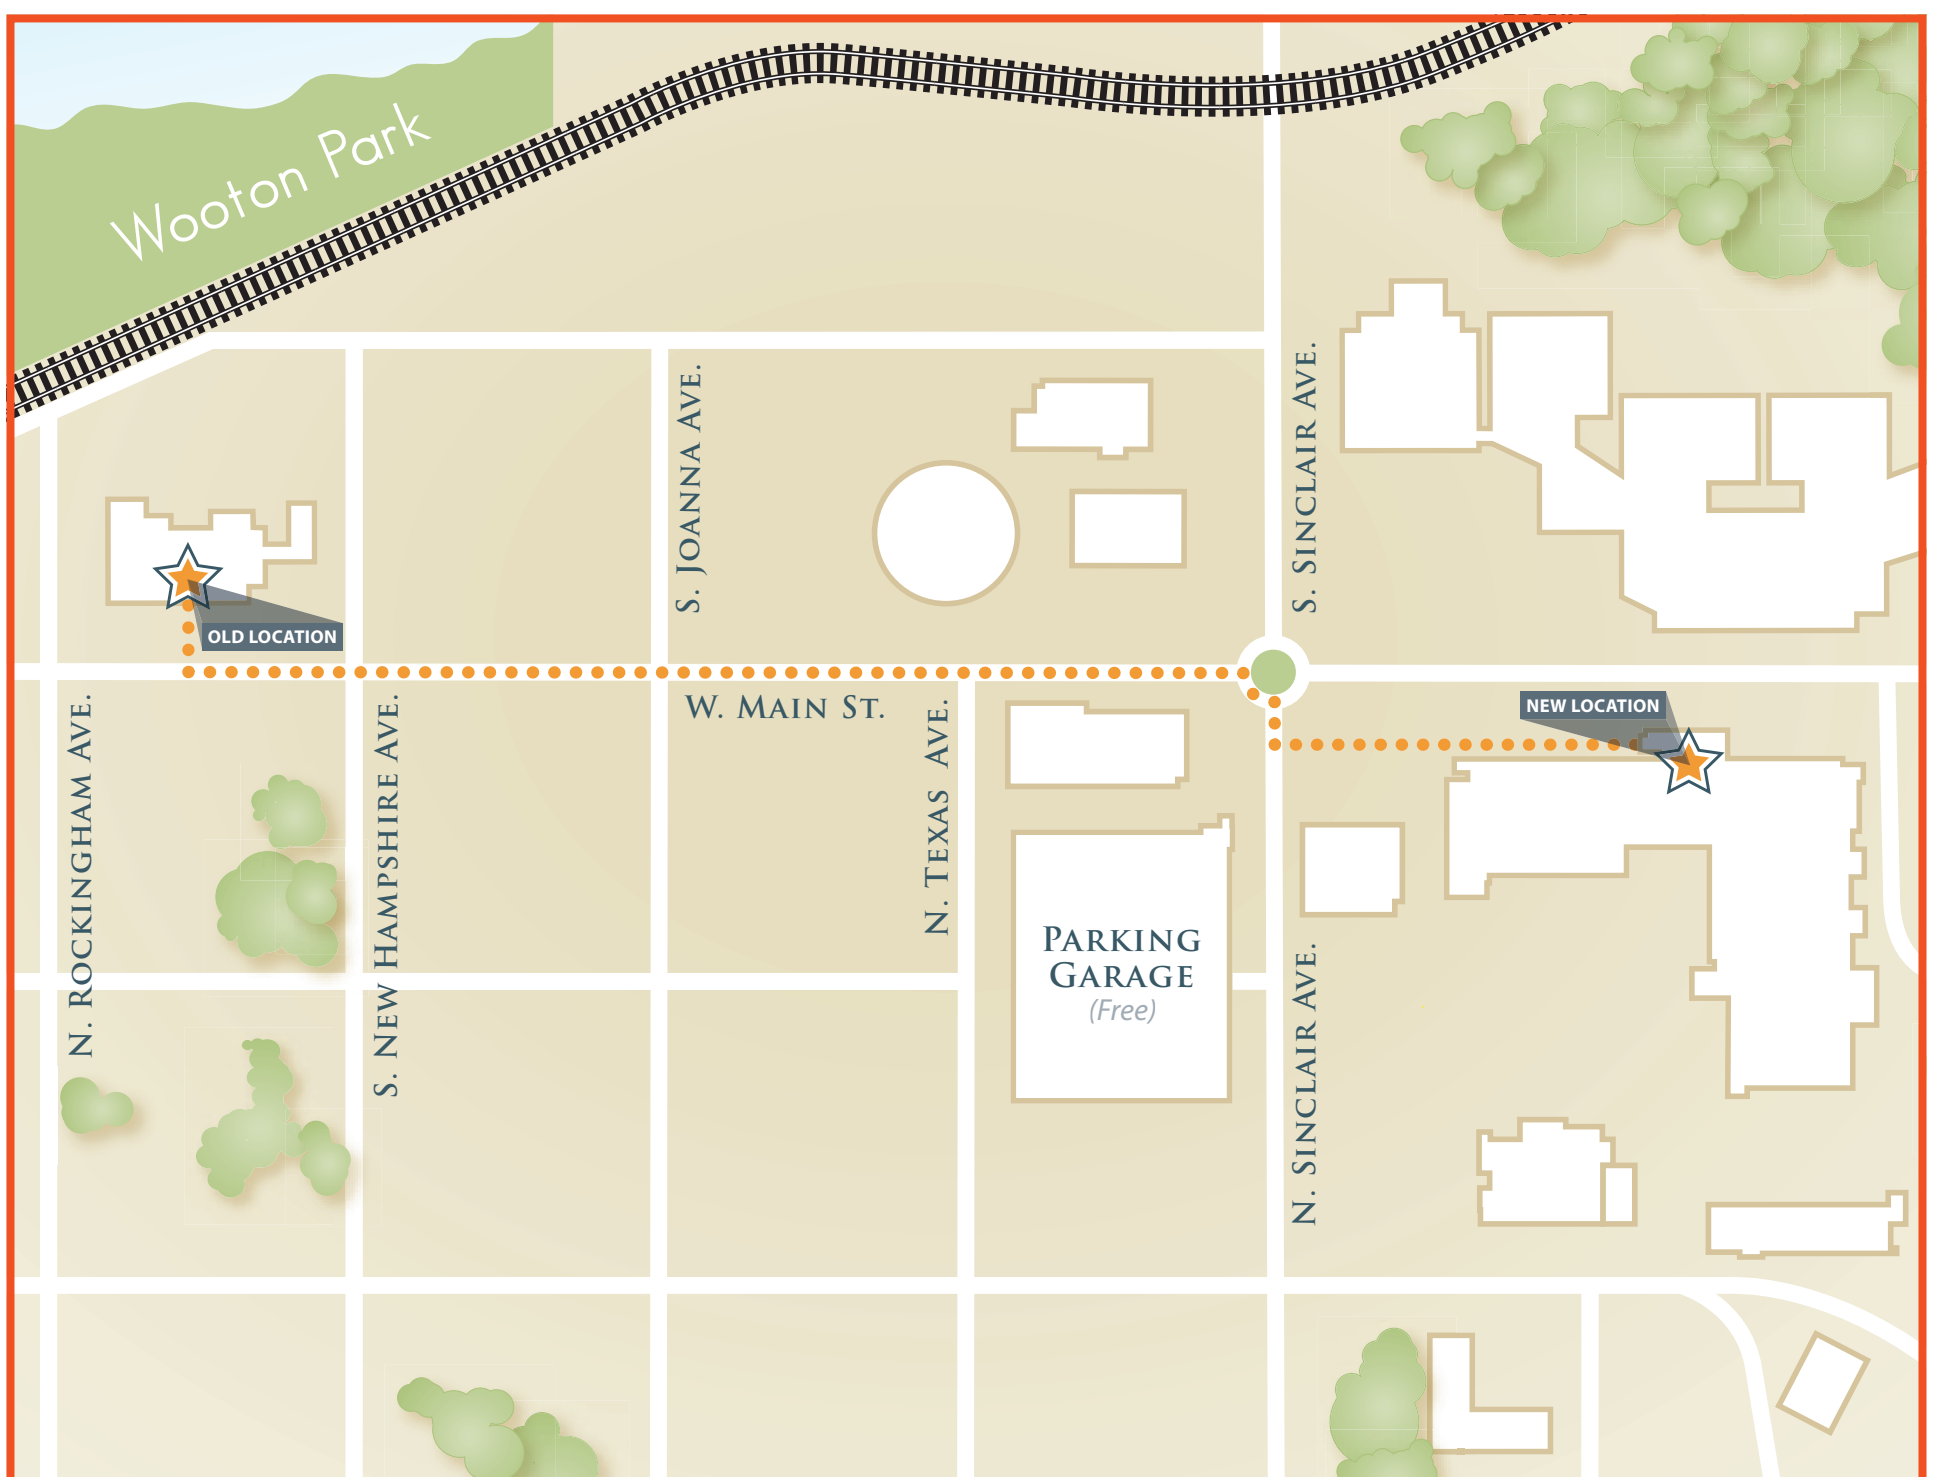 Wooton Park
S. JOANNA AVE.
S. SINCLAIR AVE.
OLD LOCATION
W. MAIN ST.
NEW LOCATION
N. ROCKINGHAM AVE.
S. NEW HAMPSHIRE AVE.
N. TEXAS AVE.
PARKING
GARAGE
(Free)
N. SINCLAIR AVE.